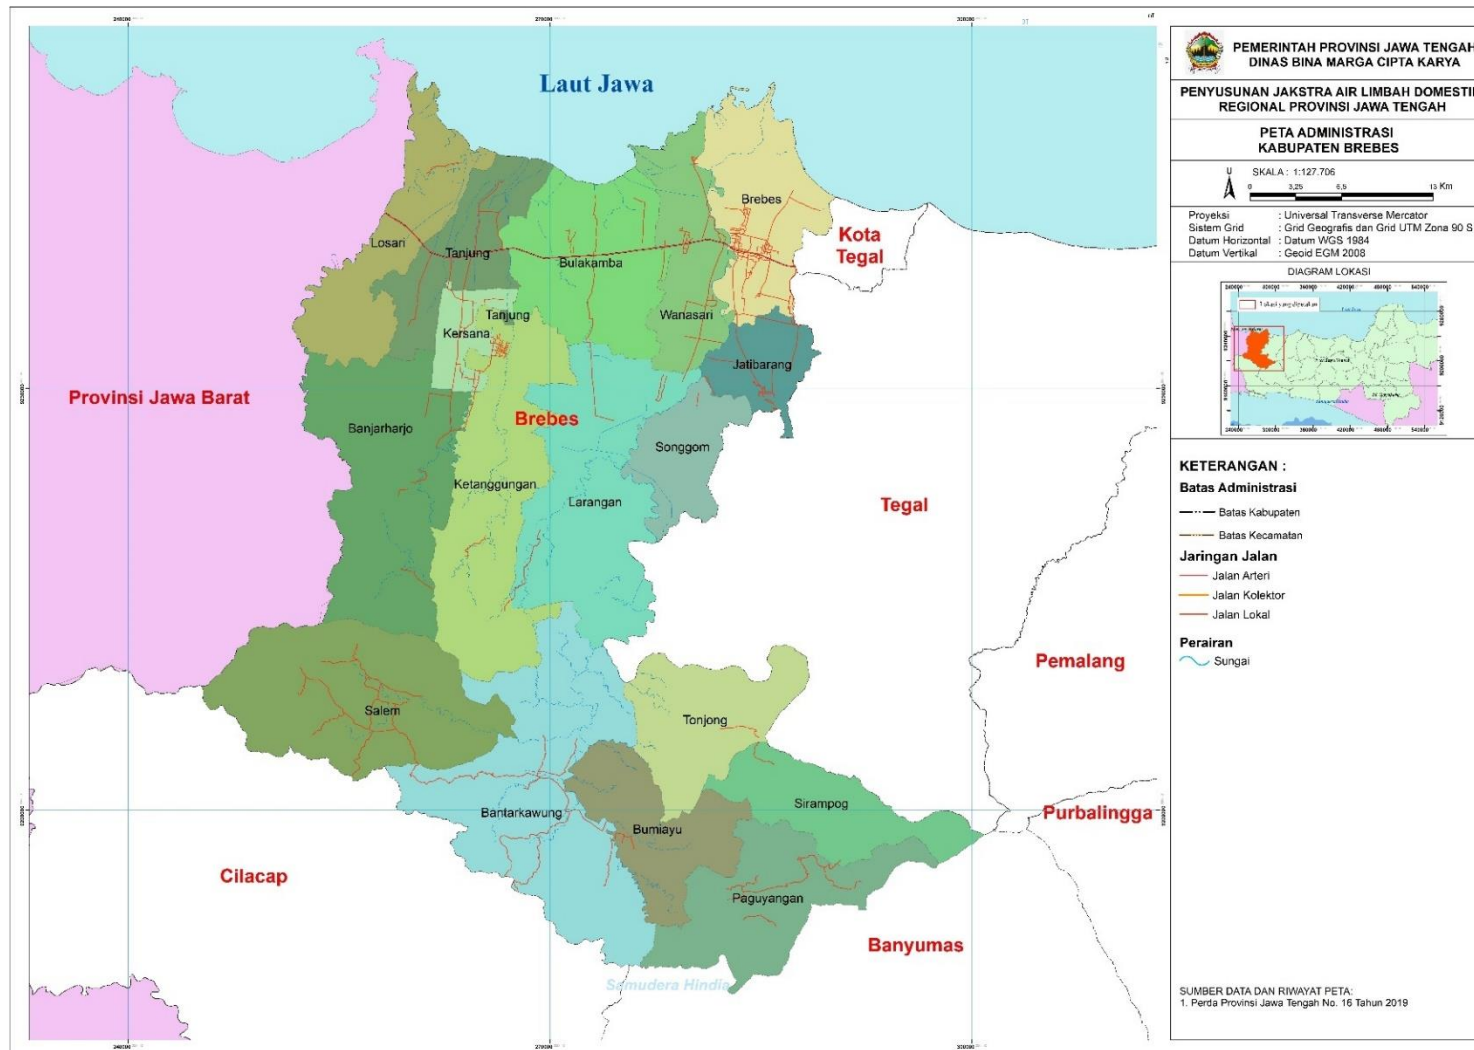 Laut Jawa
Brebes
Kota
Tegal
Losari
Tanjung
Bulakamba
Tanjung
Wanasari
Kersana
Jatibarang
Provinsi Jawa Barat
Brebes
Banjarharjo
Songgom
Ketanggungan
Larangan
Tegal
Pemalang
Salem
Tonjong
Sirampog
Bantarkawung
Bumiayu
Purbalingga
Cilacap
Paguyangan
Banyumas
Samudera Hindia
PEMERINTAH PROVINSI JAWA TENGAH
DINAS BINA MARGA CIPTA KARYA
PENYUSUNAN JAKSTRA AIR LIMBAH DOMESTI
REGIONAL PROVINSI JAWA TENGAH
PETA ADMINISTRASI
KABUPATEN BREBES
U
SKALA : 1:127.706
0 3,25 6,5 13 Km
Proyeksi : Universal Transverse Mercator
Sistem Grid : Grid Geografis dan Grid UTM Zona 90 S
Datum Horizontal : Datum WGS 1984
Datum Vertikal : Geoid EGM 2008
DIAGRAM LOKASI
KETERANGAN :
Batas Administrasi
Batas Kabupaten
Batas Kecamatan
Jaringan Jalan
Jalan Arteri
Jalan Kolektor
Jalan Lokal
Perairan
Sungai
SUMBER DATA DAN RIWAYAT PETA:
1. Perda Provinsi Jawa Tengah No. 16 Tahun 2019